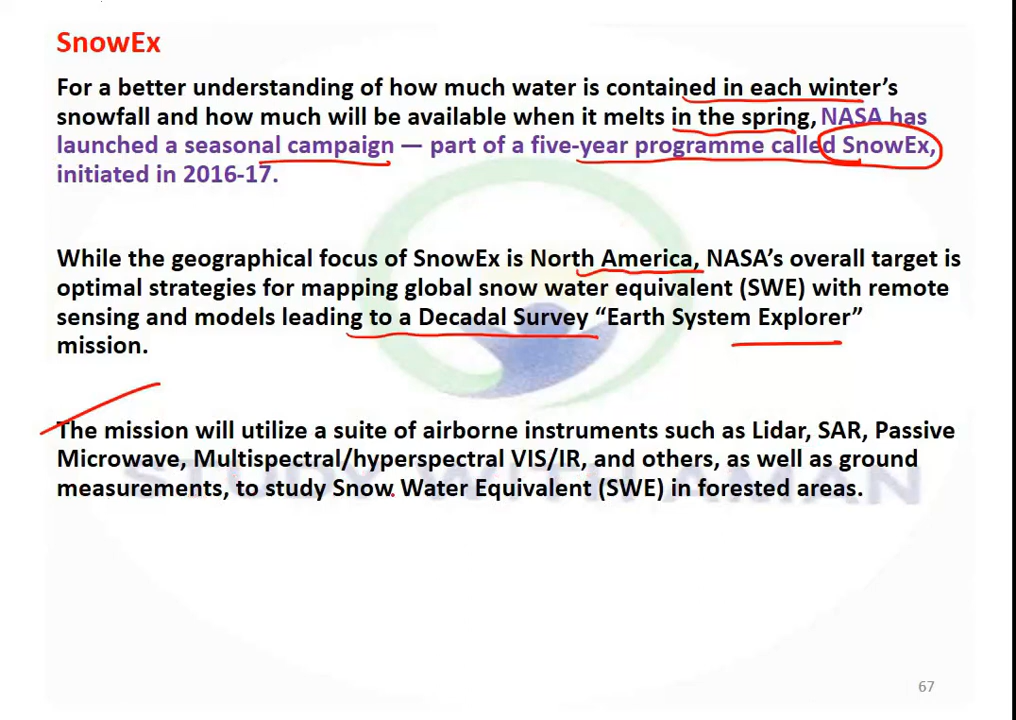 SnowEx
For a better understanding of how much water is contained in each winter's
snowfall and how much will be available when it melts in the spring, NASA has
launched a seasonal campaign — part of a five-year programme called SnowEx,
initiated in 2016-17.
While the geographical focus of SnowEx is North America, NASA's overall target is
optimal strategies for mapping global snow water equivalent (SWE) with remote
sensing and models leading to a Decadal Survey “Earth System Explorer”
mission.
The mission will utilize a suite of airborne instruments such as Lidar, SAR, Passive
Microwave, Multispectral/hyperspectral VIS/IR, and others, as well as ground
STUDY WITH AMAN
measurements, to study Snow Water Equivalent (SWE) in forested areas.
67